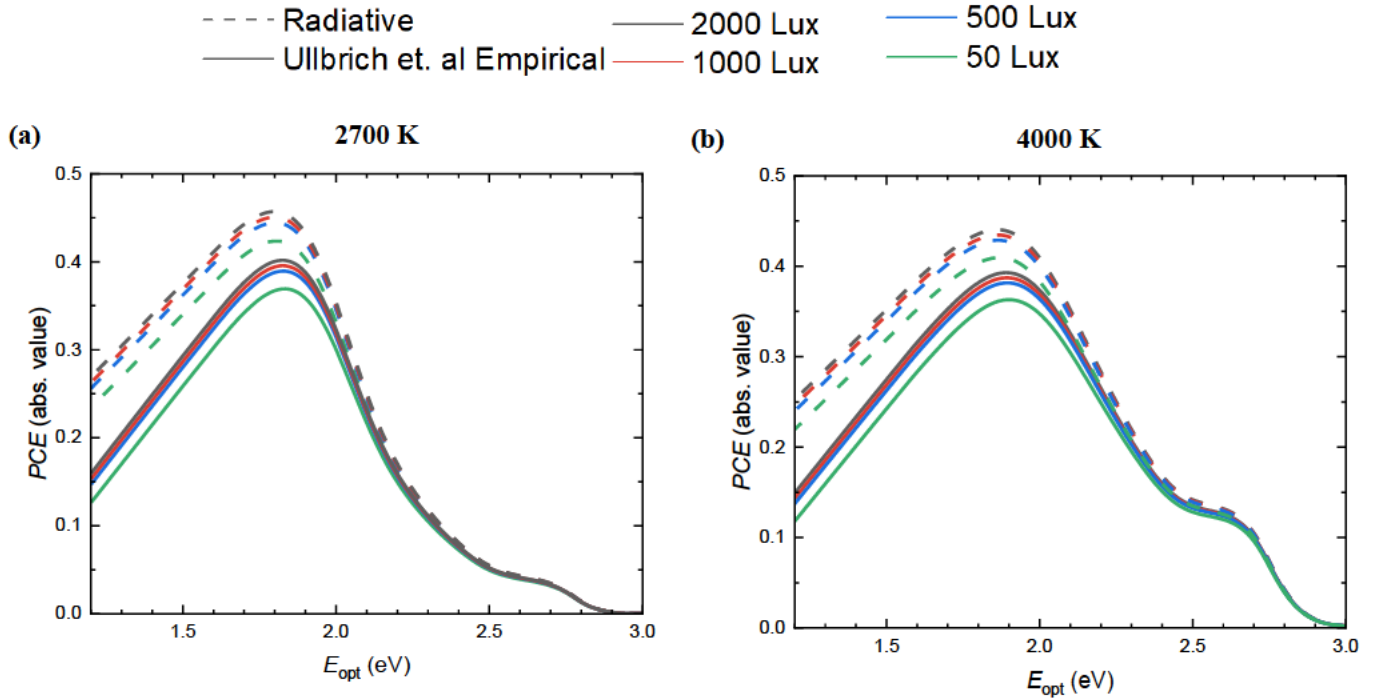 Radiative
2000 Lux
500 Lux
Ullbrich et. al Empirical
1000 Lux
50 Lux
(a)
2700 K
(b)
4000 K
0.5
0.4
0.3
0.2
0.1
0.0
PCE (abs. value)
1.5
2.0
2.5
3.0
Eopt (eV)
0.5
0.4
0.3
0.2
0.1
0.0
PCE (abs. value)
1.5
2.0
2.5
3.0
Eopt (eV)